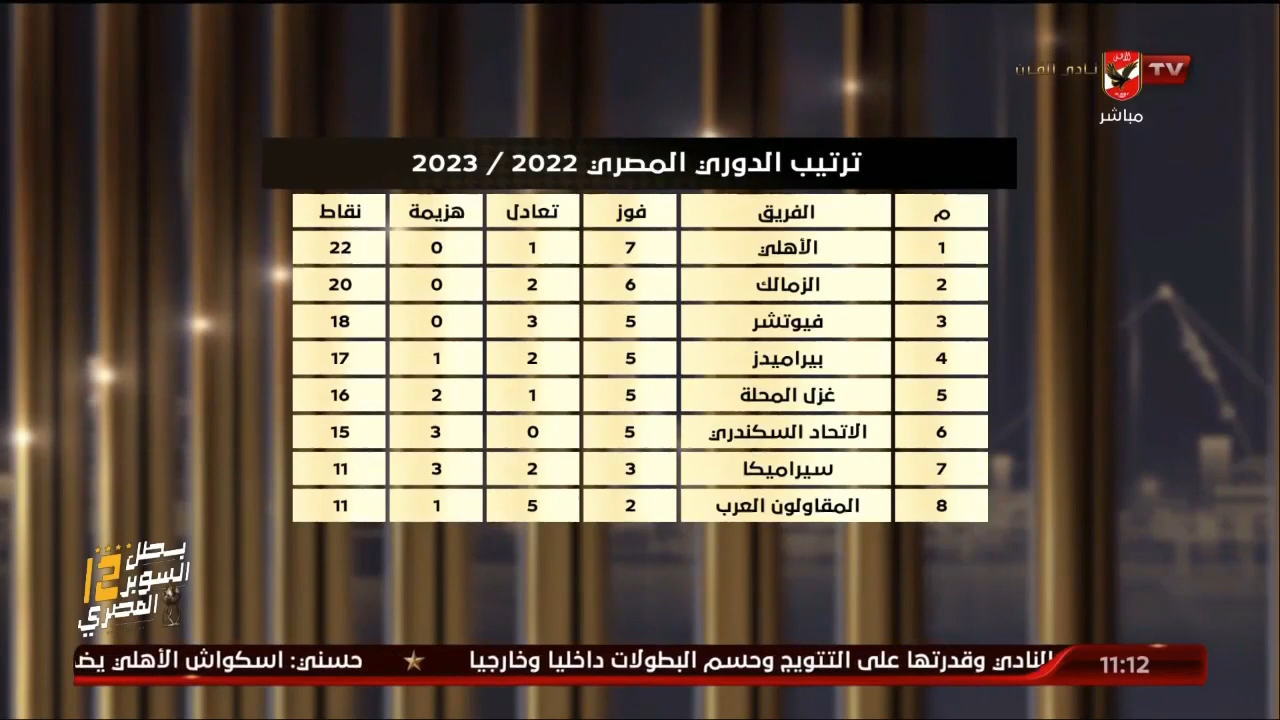 نادي القرن
TV
مباشر
ترتيب الدوري المصري 2022 / 2023
م الفريق فوز تعادل هزيمة نقاط
1 الأهلي 7 1 0 22
2 الزمالك 6 2 0 20
3 فيوتشر 5 3 0 18
4 بيراميدز 5 2 1 17
5 غزل المحلة 5 1 2 16
6 الاتحاد السكندري 5 0 3 15
7 سيراميكا 3 2 3 11
8 المقاولون العرب 2 5 1 11
بطل
السوبر 12
المصري
11:12 النادي وقدرتها على التتويج وحسم البطولات داخليا وخارجيا ★ حسني: اسكواش الأهلي يضد